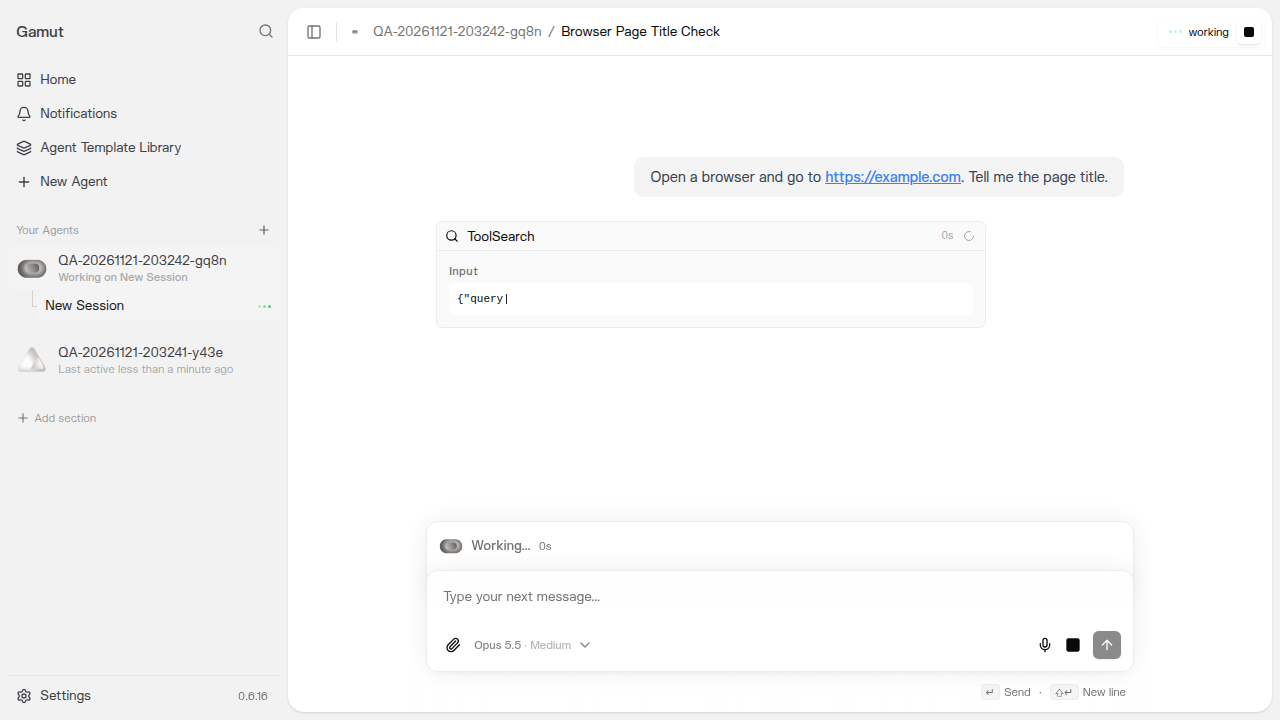 Gamut
Home
Notifications
Agent Template Library
New Agent
Your Agents
QA-20261121-203242-gq8n
Working on New Session
New Session
QA-20261121-203241-y43e
Last active less than a minute ago
Add section
Settings
0.6.16
QA-20261121-203242-gq8n / Browser Page Title Check
working
Open a browser and go to https://example.com. Tell me the page title.
ToolSearch
0s
Input
{"query
Working... 0s
Type your next message...
Opus 5.5 · Medium
↵ Send · ⇧↵ New line